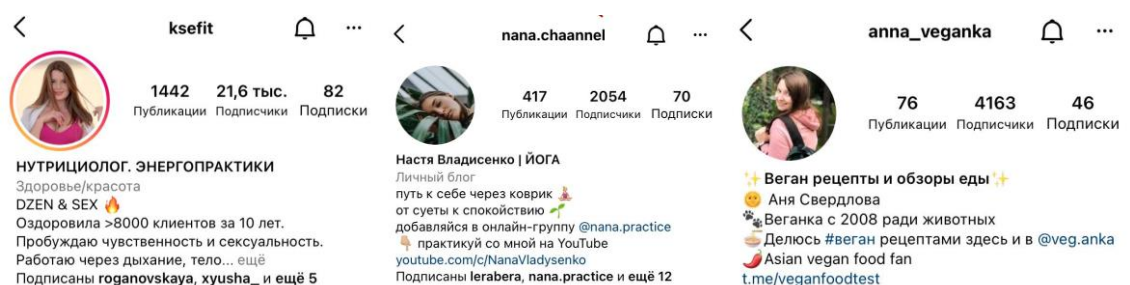 ksefit
1442 21,6 тыс. 82
Публикации Подписчики Подписки
НУТРИЦИОЛОГ. ЭНЕРГОПРАКТИКИ
Здоровье/красота
DZEN & SEX 🔥
Оздоровила >8000 клиентов за 10 лет.
Пробуждаю чувственность и сексуальность.
Работаю через дыхание, тело... ещё
Подписаны roganovskaya, xyusha_ и ещё 5
nana.chaannel
417 2054 70
Публикации Подписчики Подписки
Настя Владисенко | ЙОГА
Личный блог
путь к себе через коврик 🧘🏼‍♀️
от суеты к спокойствию 🌱
добавляйся в онлайн-группу @nana.practice
👇🏼 практикуй со мной на YouTube
youtube.com/c/NanaVladysenko
Подписаны lerabera, nana.practice и ещё 12
anna_veganka
76 4163 46
Публикации Подписчики Подписки
✨ Веган рецепты и обзоры еды ✨
🌞 Аня Свердлова
🐾Веганка с 2008 ради животных
🍜Делюсь #веган рецептами здесь и в @veg.anka
🌶️Asian vegan food fan
t.me/veganfoodtest